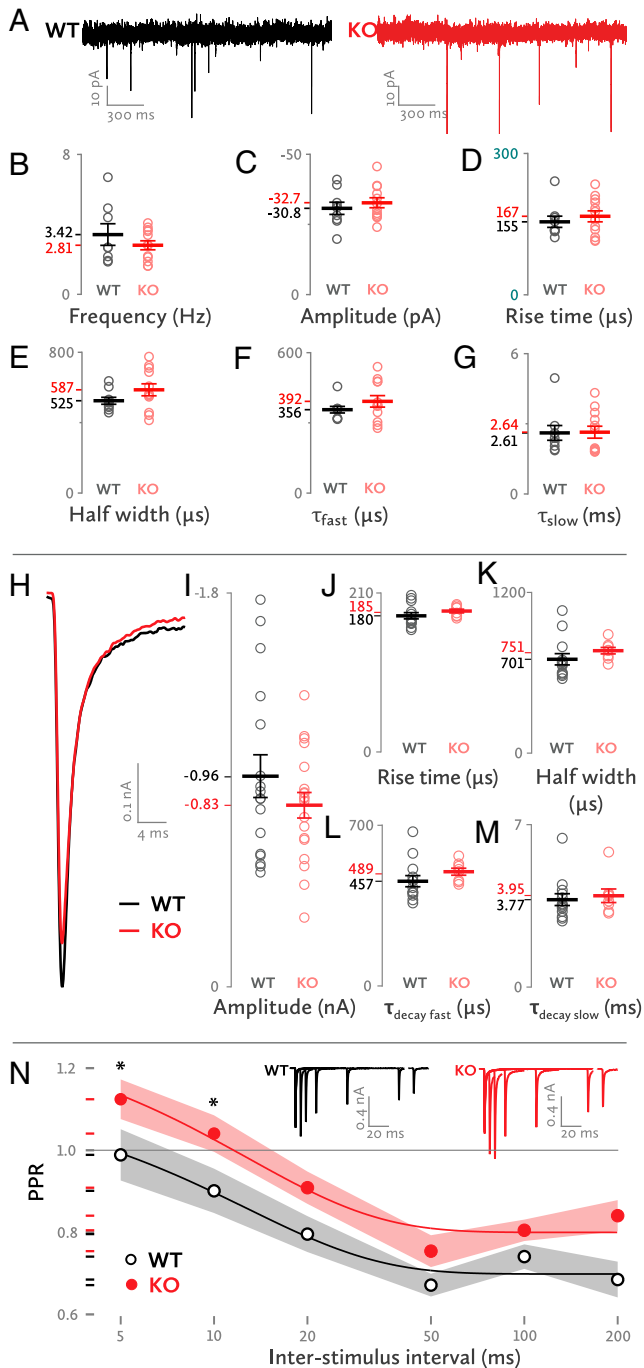 A
WT
KO
10 pA
300 ms
10 pA
300 ms
B
8
3.42
2.81
0
WT
KO
Frequency (Hz)
C
-50
-32.7
-30.8
0
WT
KO
Amplitude (pA)
D
300
167
155
0
WT
KO
Rise time (µs)
E
800
587
525
0
WT
KO
Half width (µs)
F
600
392
356
0
WT
KO
τfast (µs)
G
6
2.64
2.61
0
WT
KO
τslow (ms)
H
0.1 nA
4 ms
WT
KO
I
-1.8
-0.96
-0.83
0
WT
KO
Amplitude (nA)
J
210
185
180
0
WT
KO
Rise time (µs)
K
1200
751
701
0
WT
KO
Half width
(µs)
L
700
489
457
0
WT
KO
τdecay fast (µs)
M
7
3.95
3.77
0
WT
KO
τdecay slow (ms)
N
1.2
1.0
0.8
0.6
PPR
*
*
WT
0.4 nA
20 ms
KO
0.4 nA
20 ms
WT
KO
5
10
20
50
100
200
Inter-stimulus interval (ms)